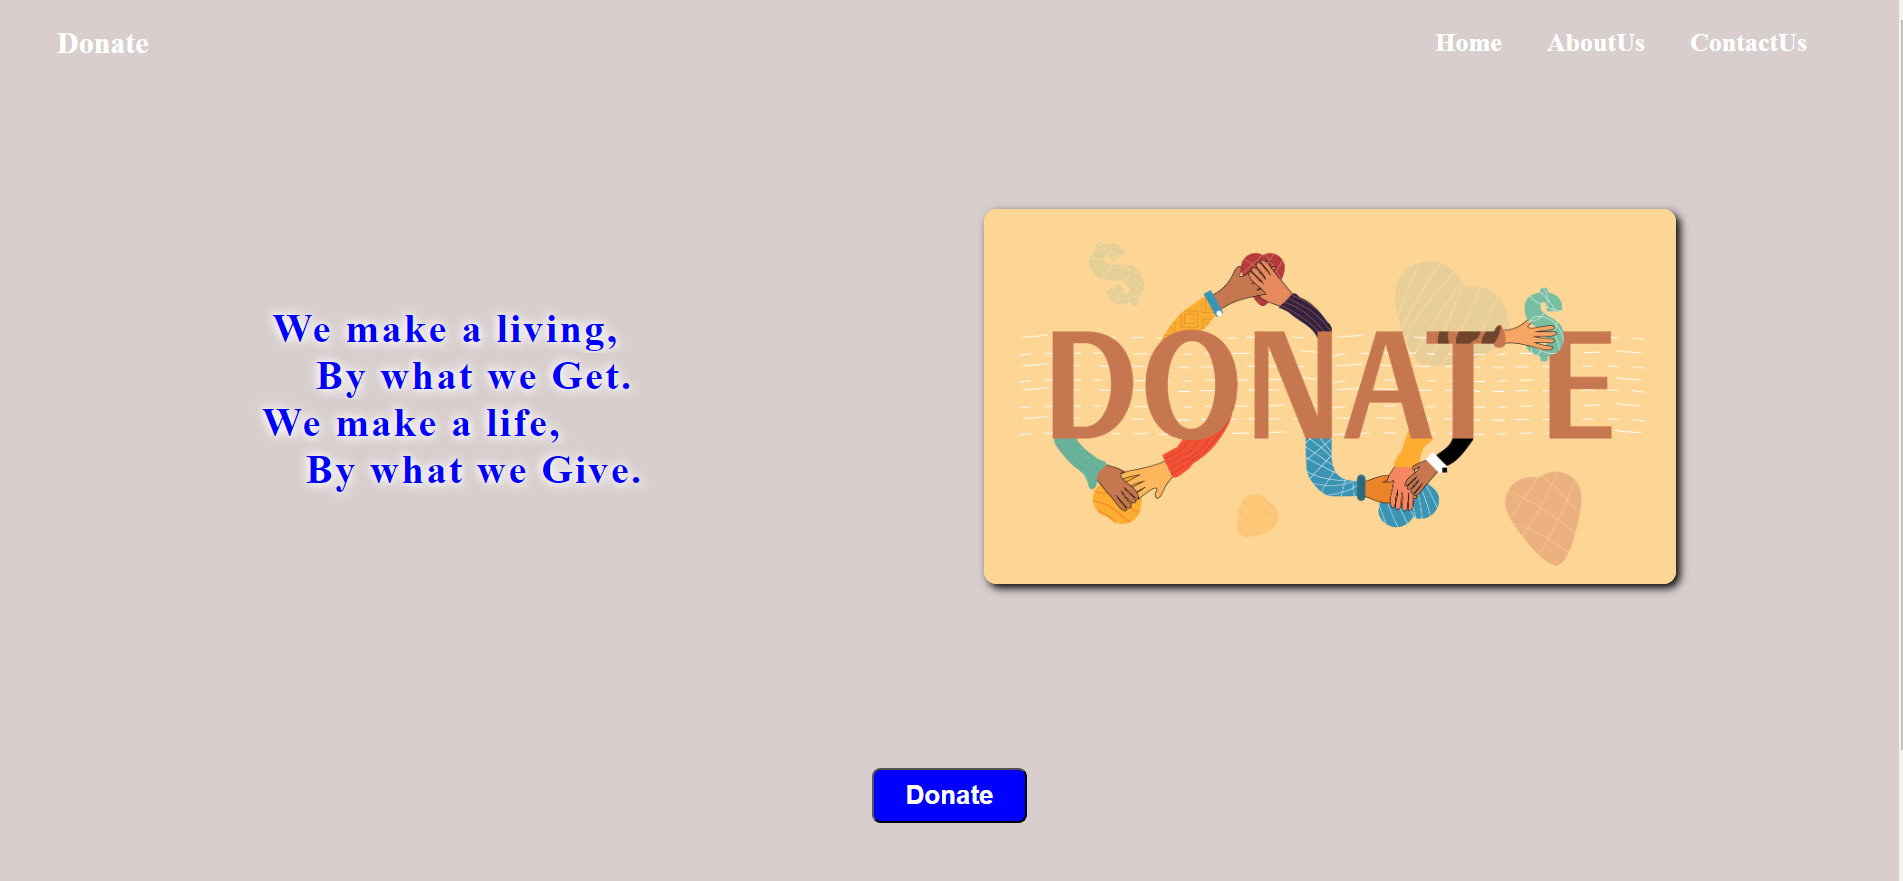 Donate
Home AboutUs ContactUs
We make a living,
By what we Get.
We make a life,
By what we Give.
DONATE
Donate